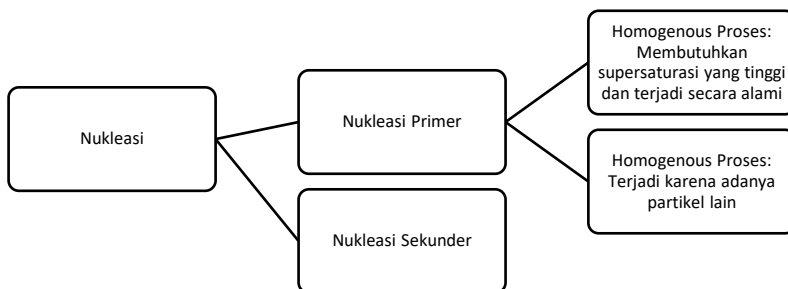 Nukleasi
Nukleasi Primer
Nukleasi Sekunder
Homogenous Proses:
Membutuhkan
supersaturasi yang tinggi
dan terjadi secara alami
Homogenous Proses:
Terjadi karena adanya
partikel lain